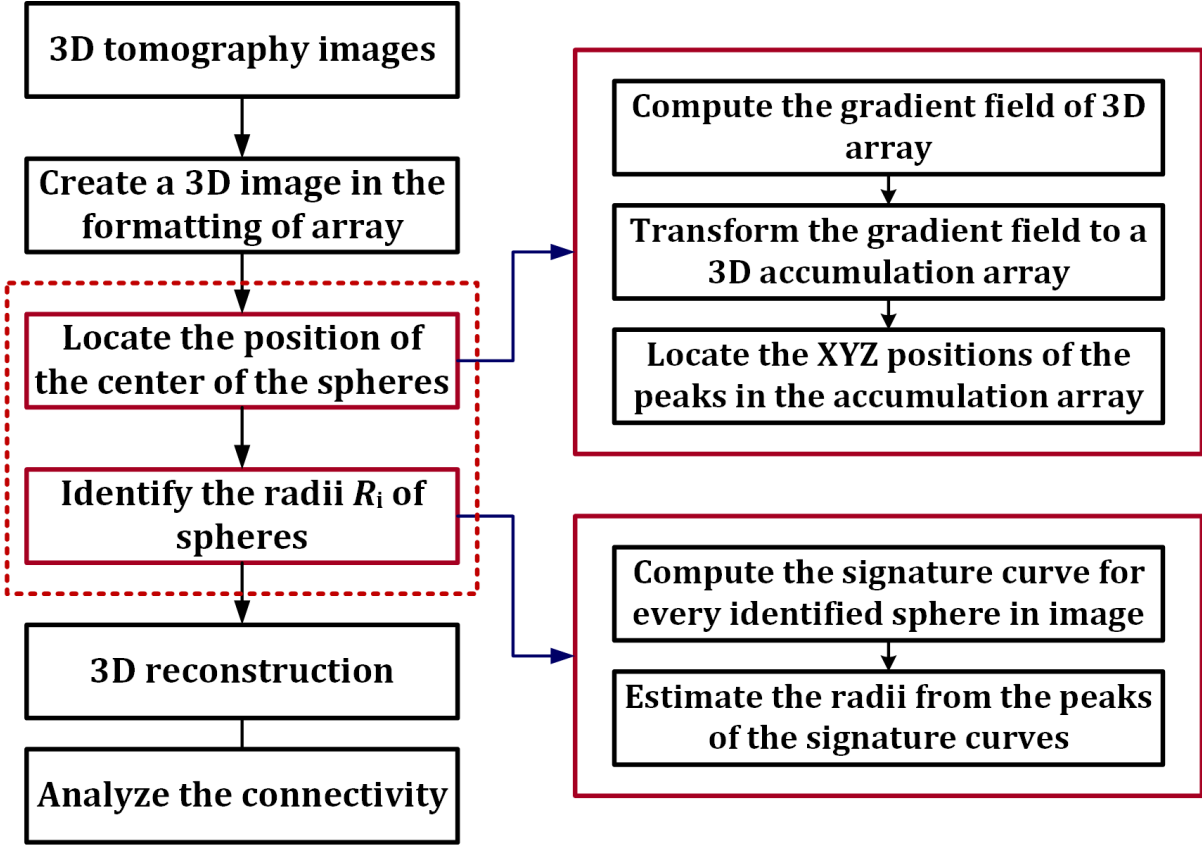 3D tomography images
Create a 3D image in the
formatting of array
Locate the position of
the center of the spheres
Identify the radii Ri of
spheres
3D reconstruction
Analyze the connectivity
Compute the gradient field of 3D
array
Transform the gradient field to a
3D accumulation array
Locate the XYZ positions of the
peaks in the accumulation array
Compute the signature curve for
every identified sphere in image
Estimate the radii from the peaks
of the signature curves